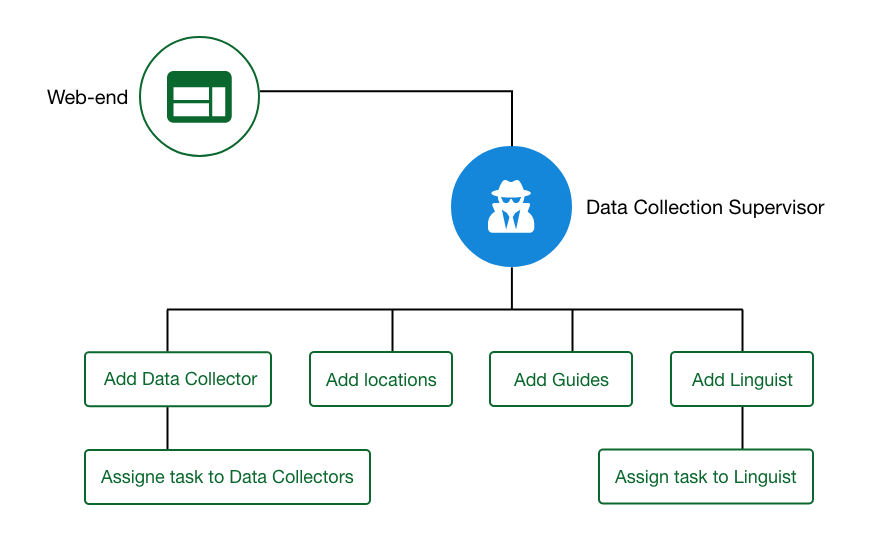 Web-end
Data Collection Supervisor
Add Data Collector
Add locations
Add Guides
Add Linguist
Assigne task to Data Collectors
Assign task to Linguist